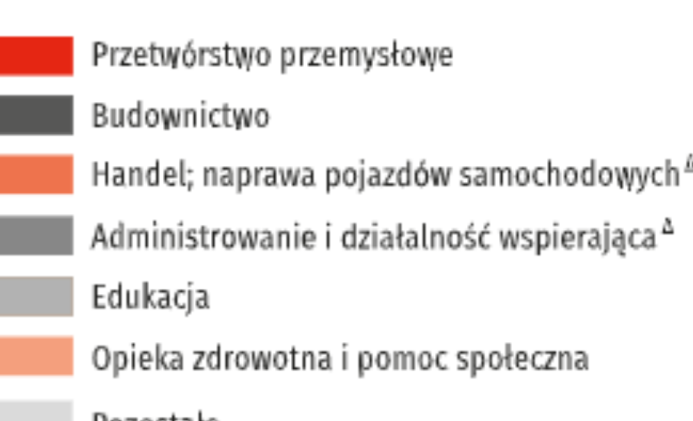 Przetwórstwo przemysłowe
Budownictwo
Handel; naprawa pojazdów samochodowych
Administrowanie i działalność wspierająca Δ
Edukacja
Opieka zdrowotna i pomoc społeczna